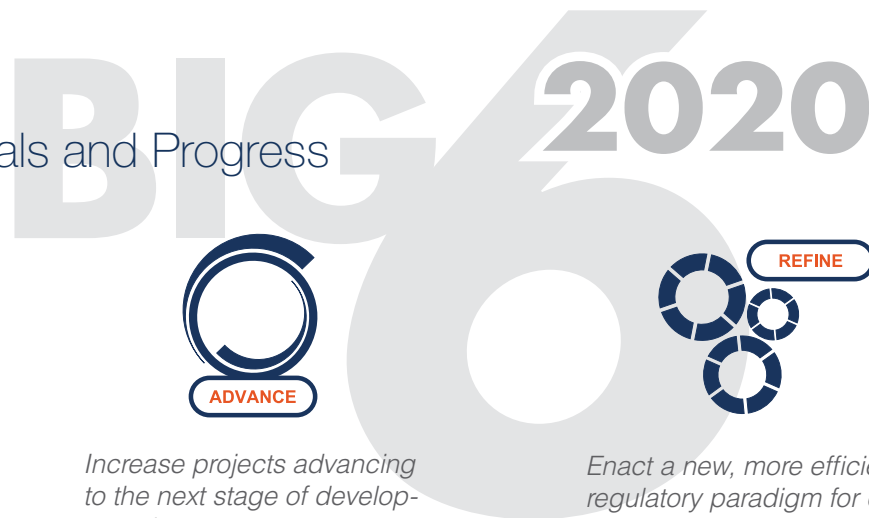 BIG 6
2020
als and Progress
ADVANCE
REFINE
Increase projects advancing
to the next stage of develop-
Enact a new, more efficie
regulatory paradigm for